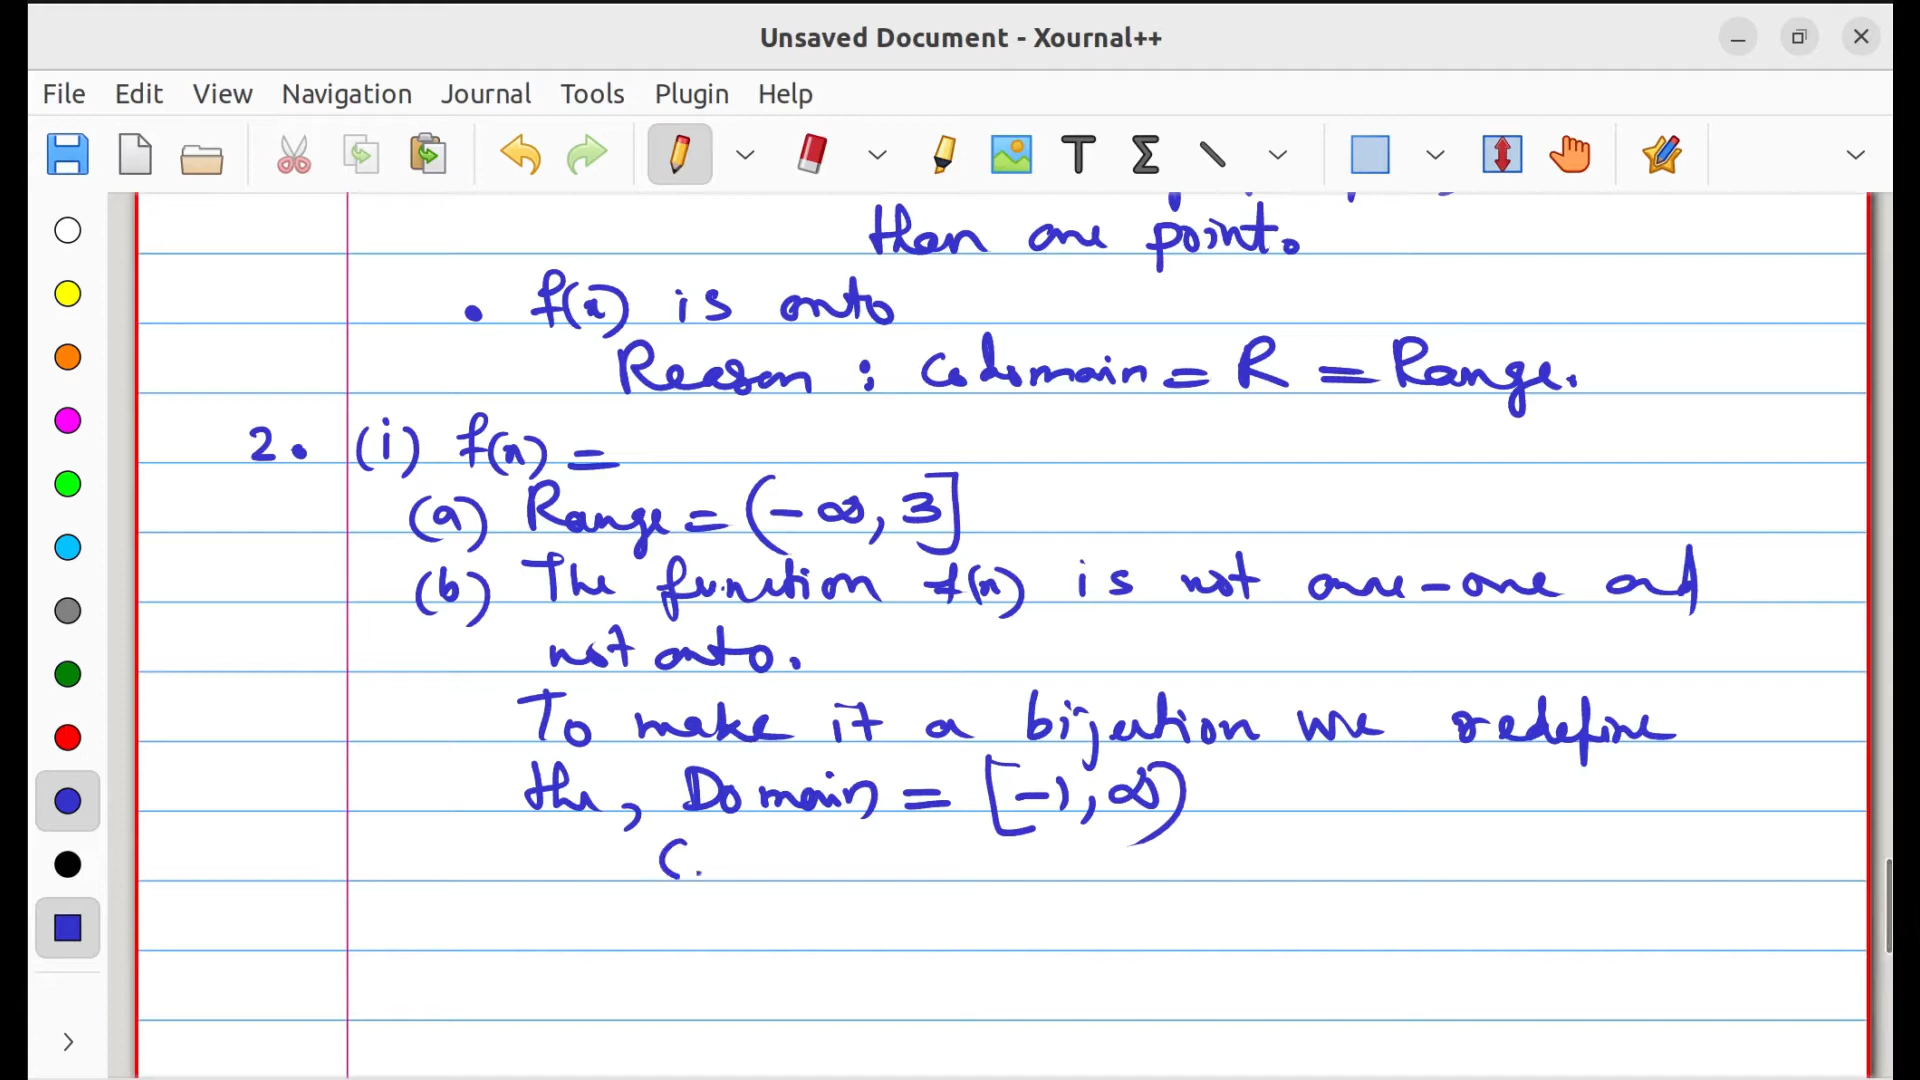 Unsaved Document - Xournal++
File Edit View Navigation Journal Tools Plugin Help
then one point.
• f(x) is onto
Reason : Codomain = R = Range.
2. (i) f(x) =
(a) Range = (-∞, 3]
(b) The function f(x) is not one-one and
not onto.
To make it a bijection we redefine
the, Domain = [-1, ∞)
C